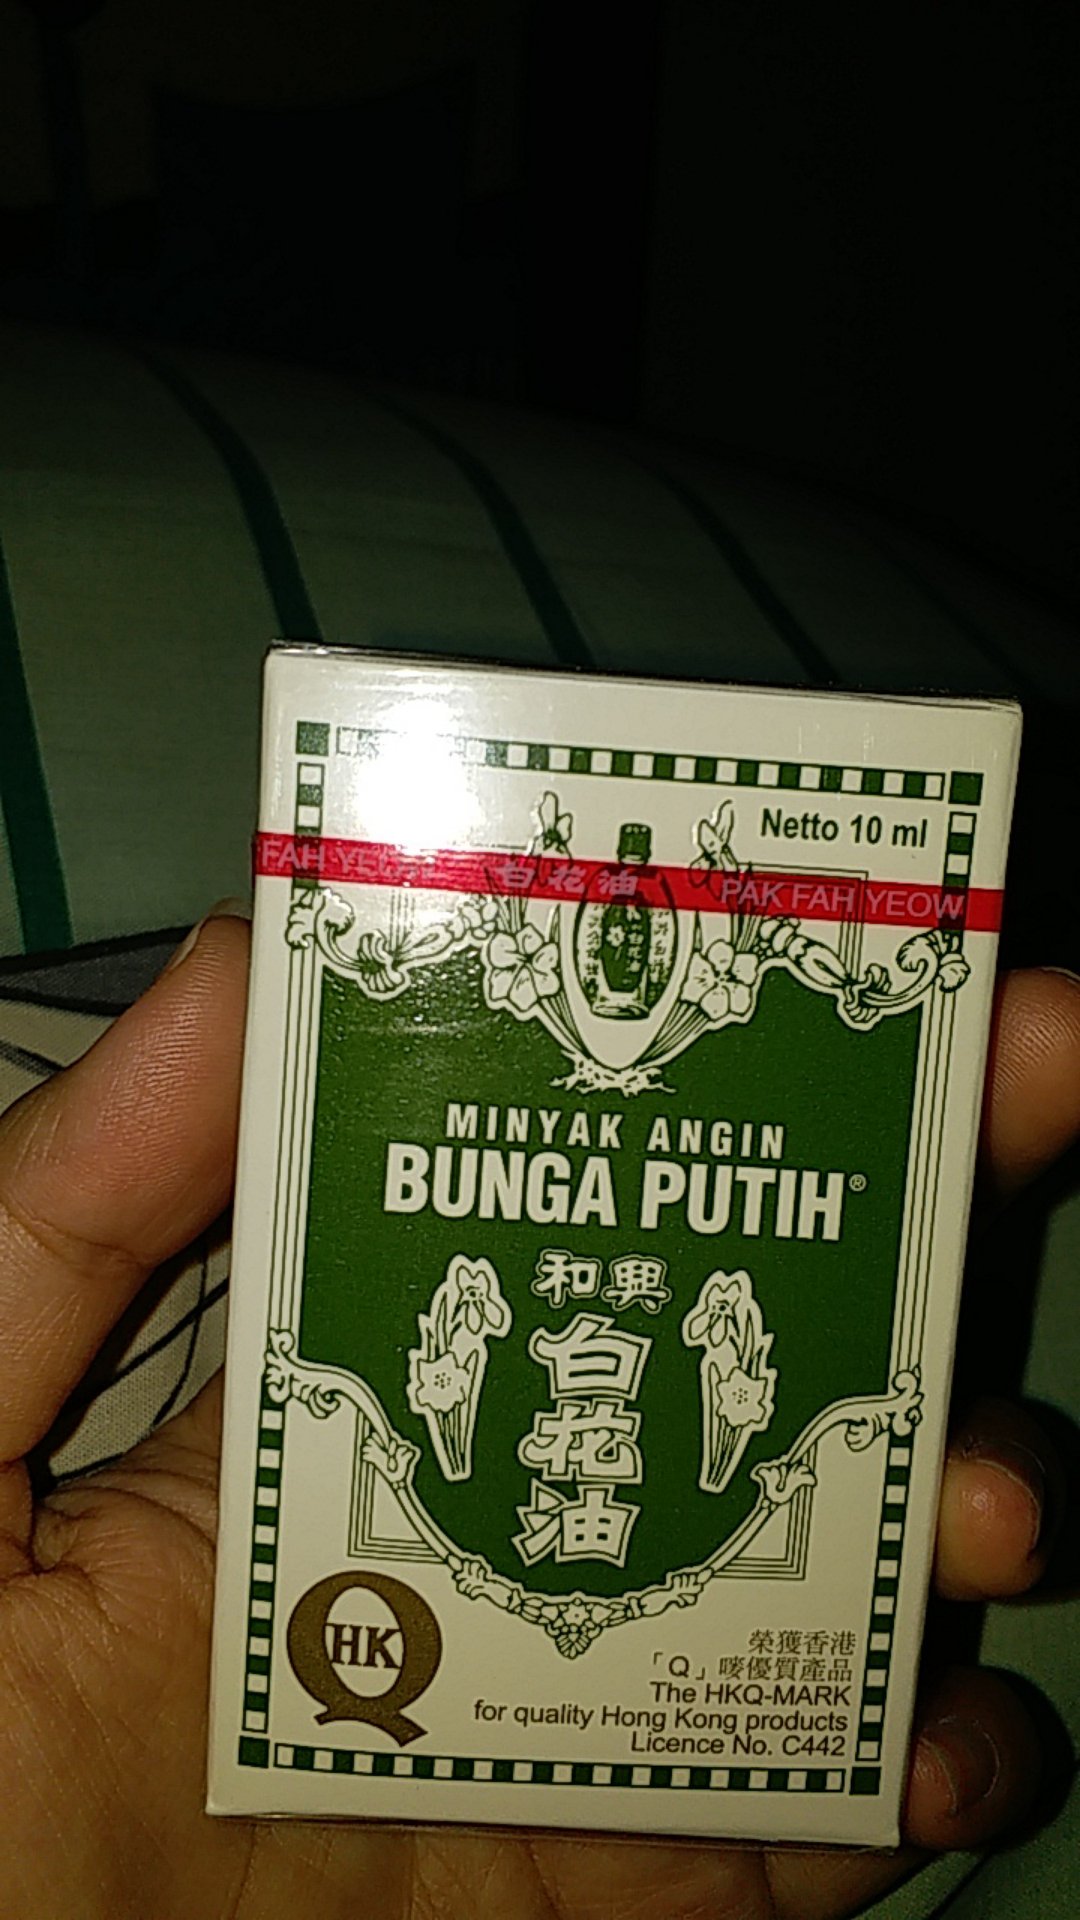 Netto 10 ml
FAH YEOW 白花油 PAK FAH YEOW
MINYAK ANGIN
BUNGA PUTIH®
和興
白花油
HK
Q
榮獲香港
「Q」嘜優質產品
The HKQ-MARK
for quality Hong Kong products
Licence No. C442